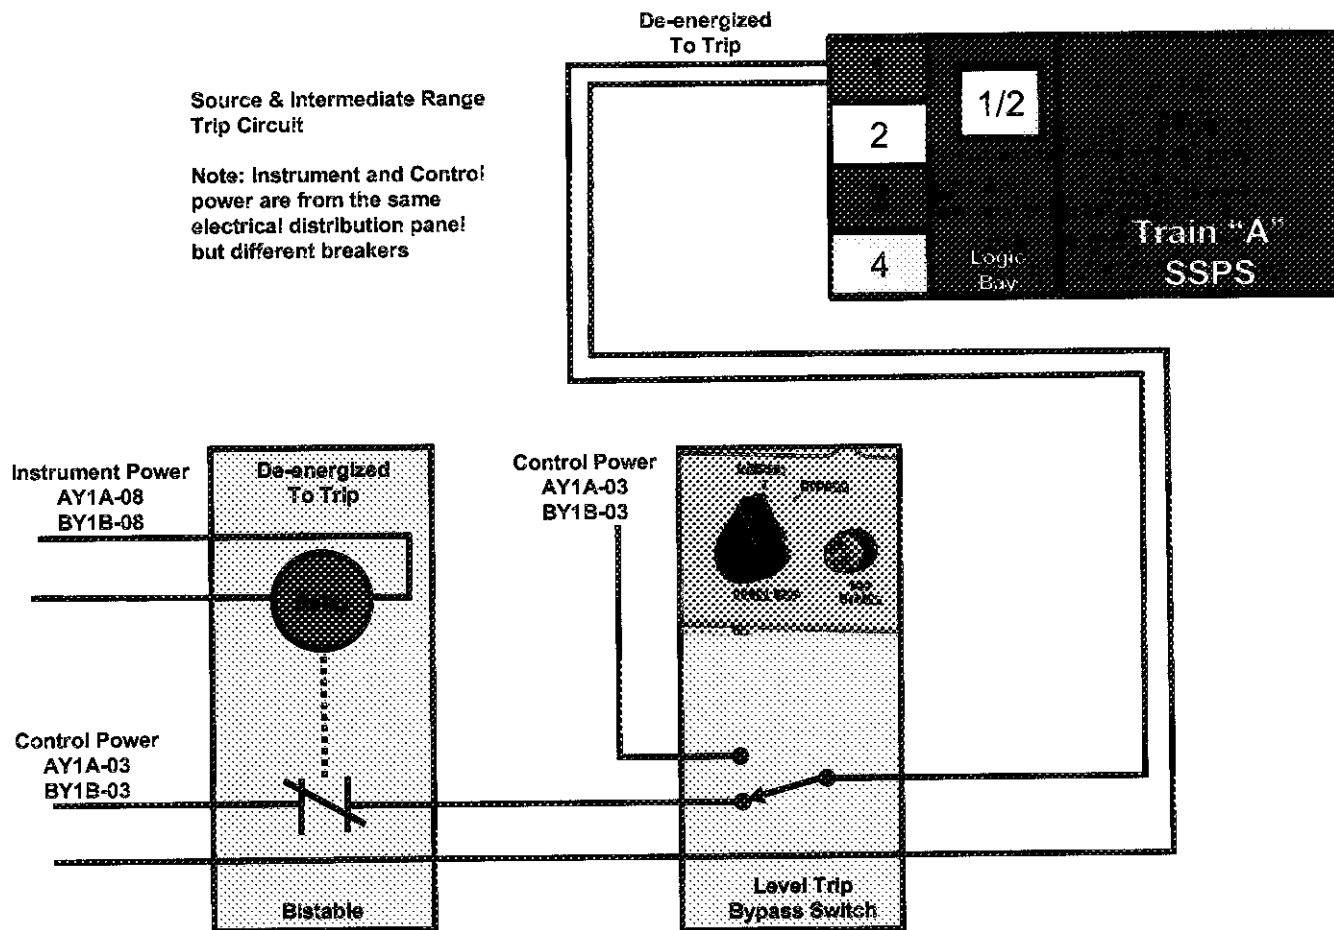 De-energized
To Trip
Source & Intermediate Range
Trip Circuit
Note: Instrument and Control
power are from the same
electrical distribution panel
but different breakers
1
1/2
2
3
4
Logic
Bay
Train “A”
SSPS
Instrument Power
AY1A-08
BY1B-08
De-energized
To Trip
Control Power
AY1A-03
BY1B-03
NORMAL
BYPASS
Control Power
AY1A-03
BY1B-03
Bistable
Level Trip
Bypass Switch